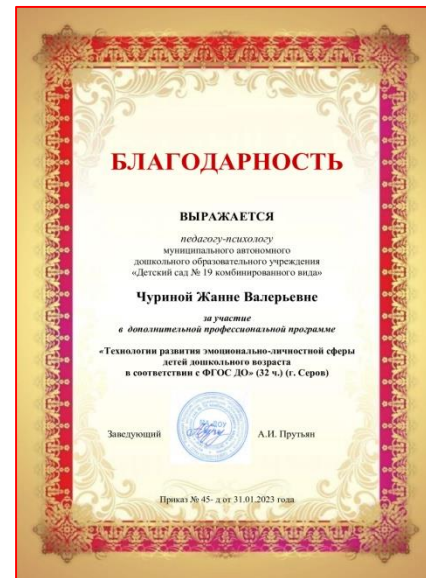 БЛАГОДАРНОСТЬ
ВЫРАЖАЕТСЯ
педагогу-психологу
муниципального автономного
дошкольного образовательного учреждения
«Детский сад № 19 комбинированного вида»
Чуриной Жанне Валерьевне
за участие
в дополнительной профессиональной программе
«Технологии развития эмоционально-личностной сферы
детей дошкольного возраста
в соответствии с ФГОС ДО» (32 ч.) (г. Серов)
Заведующий А.И. Прутьян
Приказ № 45- д от 31.01.2023 года